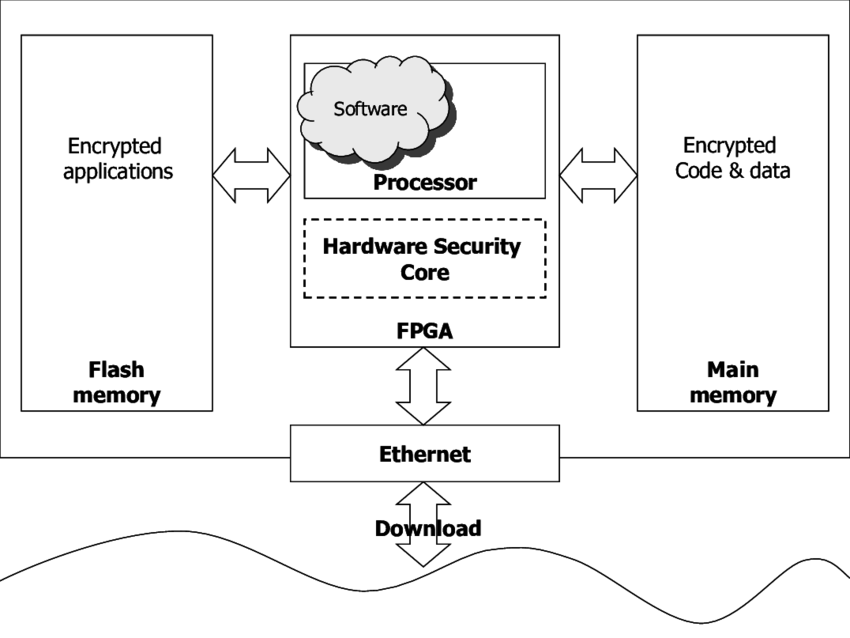 Encrypted
applications
Flash
memory
Software
Processor
Hardware Security
Core
FPGA
Encrypted
Code & data
Main
memory
Ethernet
Download